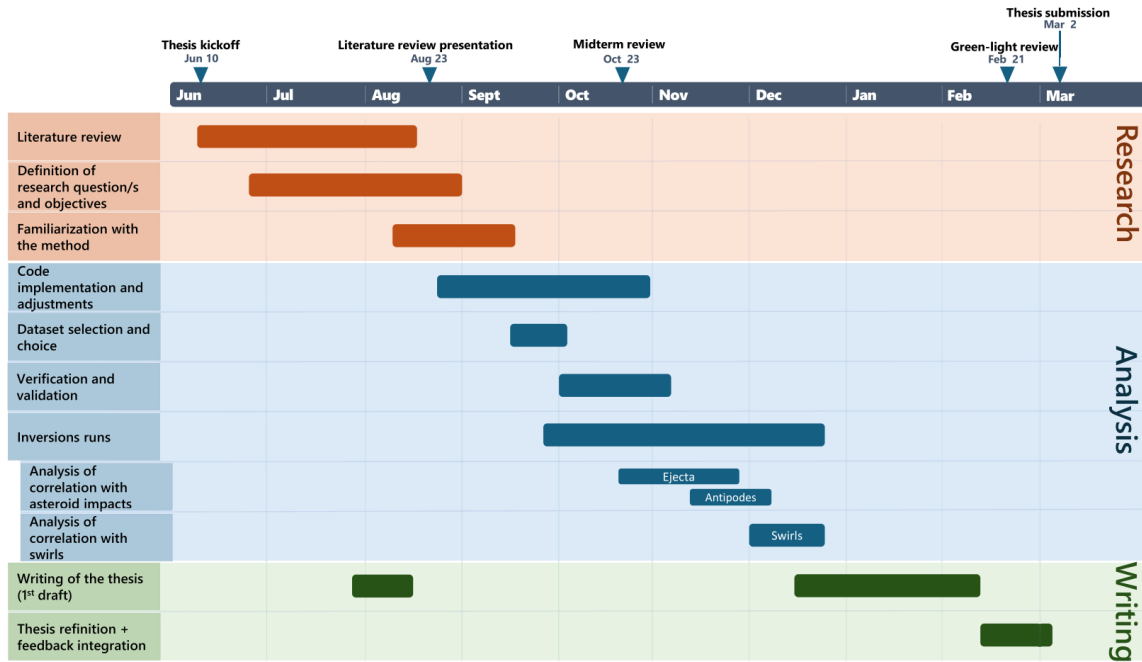 Thesis submission
Mar 2
Thesis kickoff
Jun 10
Literature review presentation
Aug 23
Midterm review
Oct 23
Green-light review
Feb 21
Jun Jul Aug Sept Oct Nov Dec Jan Feb Mar
Research
Literature review
Definition of
research question/s
and objectives
Familiarization with
the method
Analysis
Code
implementation and
adjustments
Dataset selection and
choice
Verification and
validation
Inversions runs
Analysis of
correlation with
asteroid impacts
Ejecta
Antipodes
Analysis of
correlation with
swirls
Swirls
Writing
Writing of the thesis
(1st draft)
Thesis refinition +
feedback integration